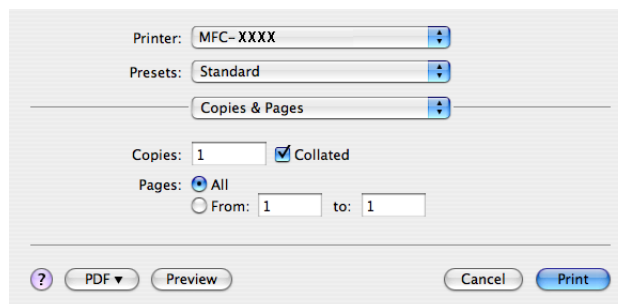 Printer: MFC-XXXX
Presets: Standard
Copies & Pages
Copies: 1 Collated
Pages: All
From: 1 to: 1
? PDF ▼ Preview Cancel Print